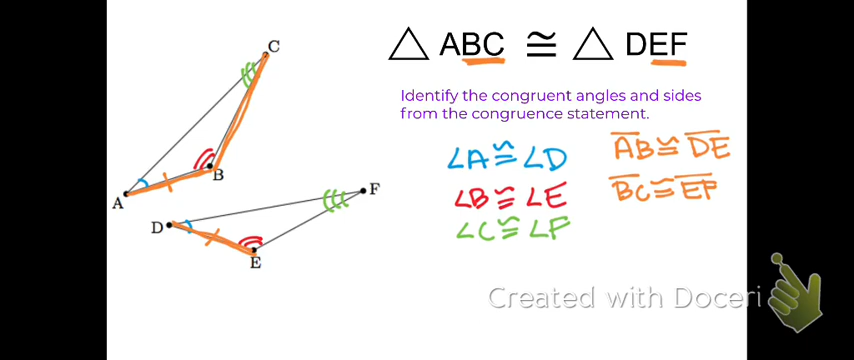 △ ABC ≅ △ DEF
Identify the congruent angles and sides
from the congruence statement.
∠A ≅ ∠D
∠B ≅ ∠E
∠C ≅ ∠F
AB ≅ DE
BC ≅ EF
C
B
A
F
D
E
Created with Doceri